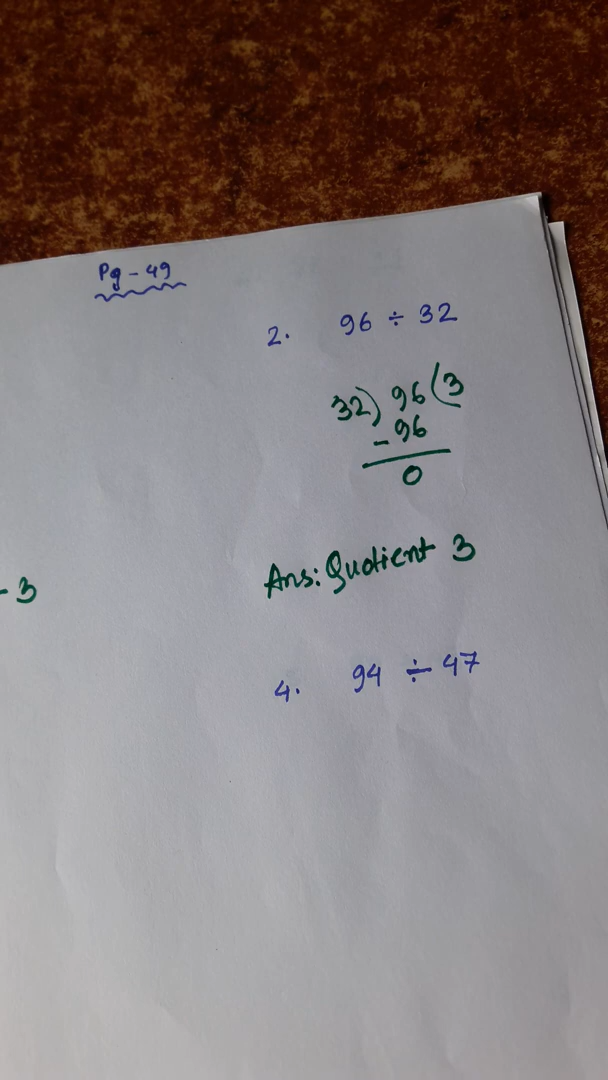 Pg - 49
2. 96 ÷ 32
32) 96 (3
- 96
0
- 3
Ans: Quotient 3
4. 94 ÷ 47